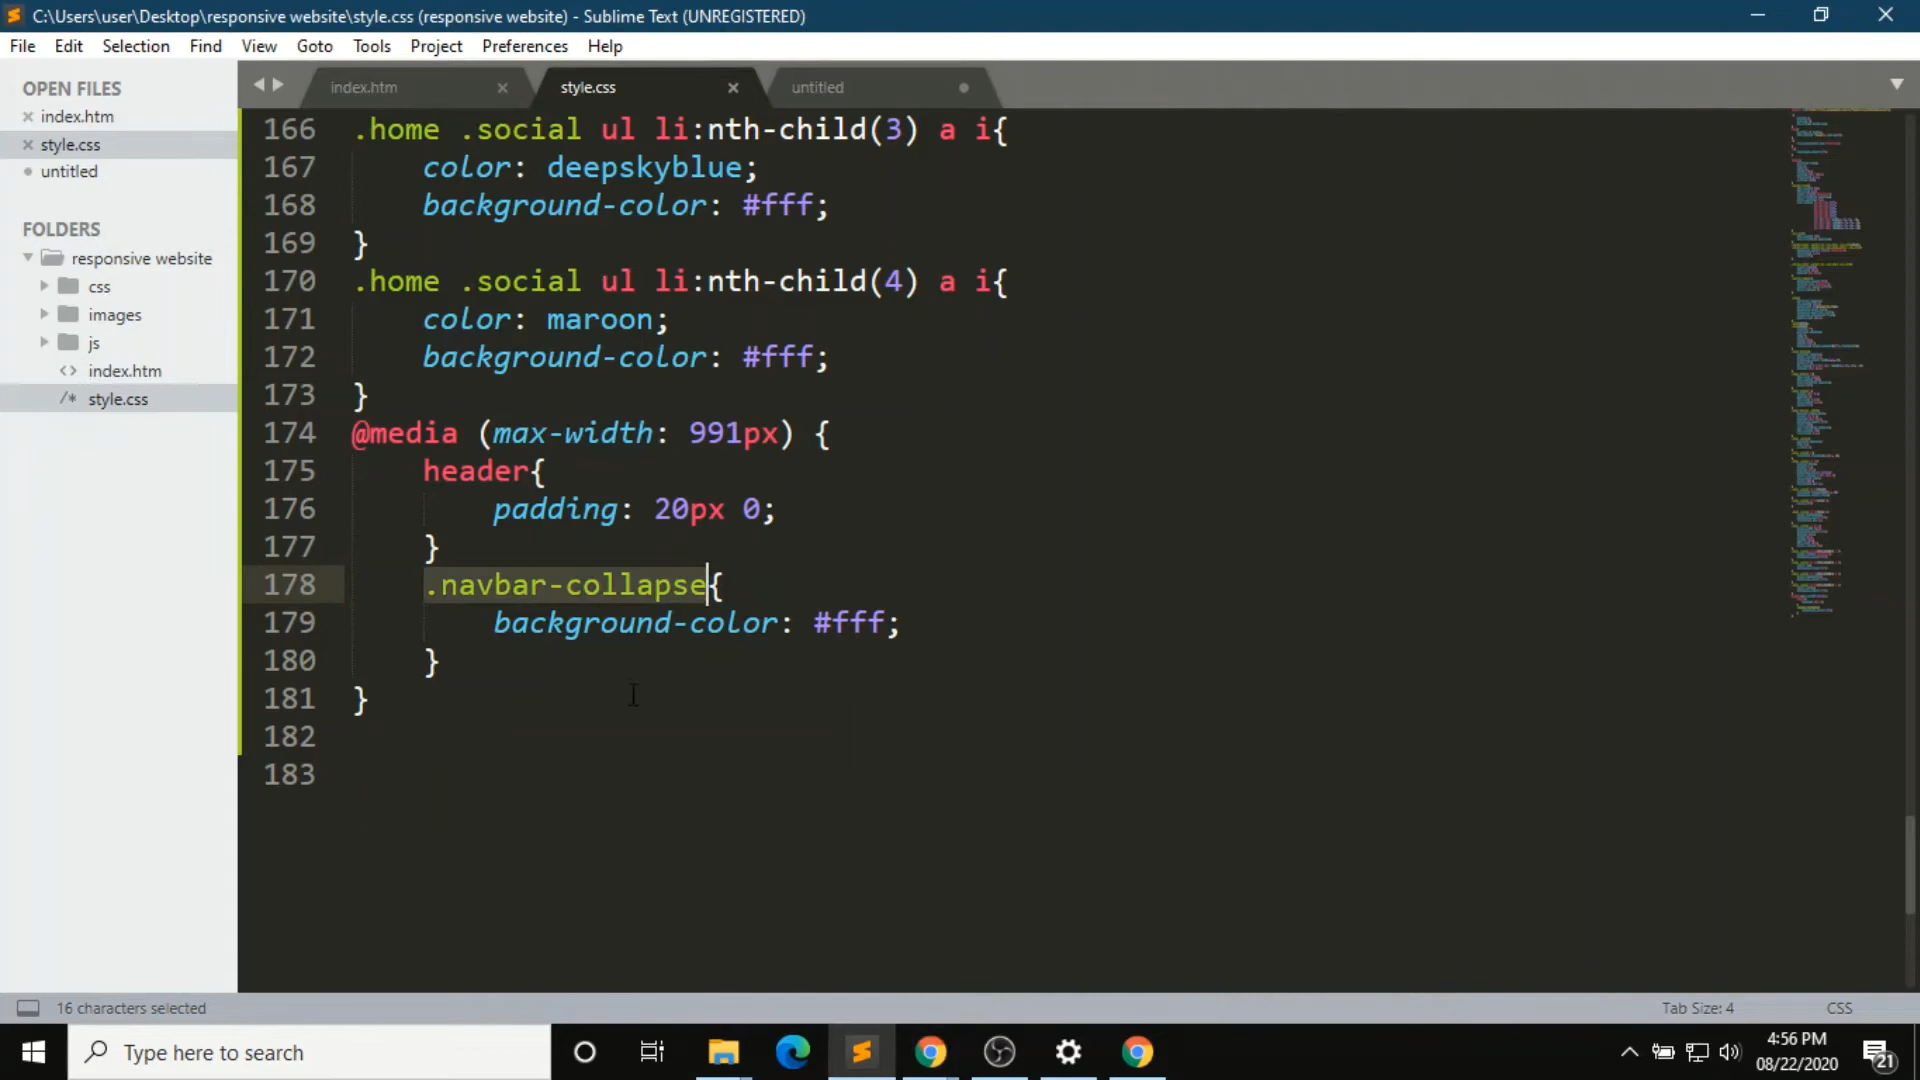 C:\Users\user\Desktop\responsive website\style.css (responsive website) - Sublime Text (UNREGISTERED)
File Edit Selection Find View Goto Tools Project Preferences Help
OPEN FILES
index.htm
style.css
untitled
FOLDERS
responsive website
css
images
js
index.htm
style.css
index.htm style.css untitled
166 .home .social ul li:nth-child(3) a i{
167 color: deepskyblue;
168 background-color: #fff;
169 }
170 .home .social ul li:nth-child(4) a i{
171 color: maroon;
172 background-color: #fff;
173 }
174 @media (max-width: 991px) {
175 header{
176 padding: 20px 0;
177 }
178 .navbar-collapse{
179 background-color: #fff;
180 }
181 }
182
183
16 characters selected Tab Size: 4 CSS
Type here to search
4:56 PM
08/22/2020
21